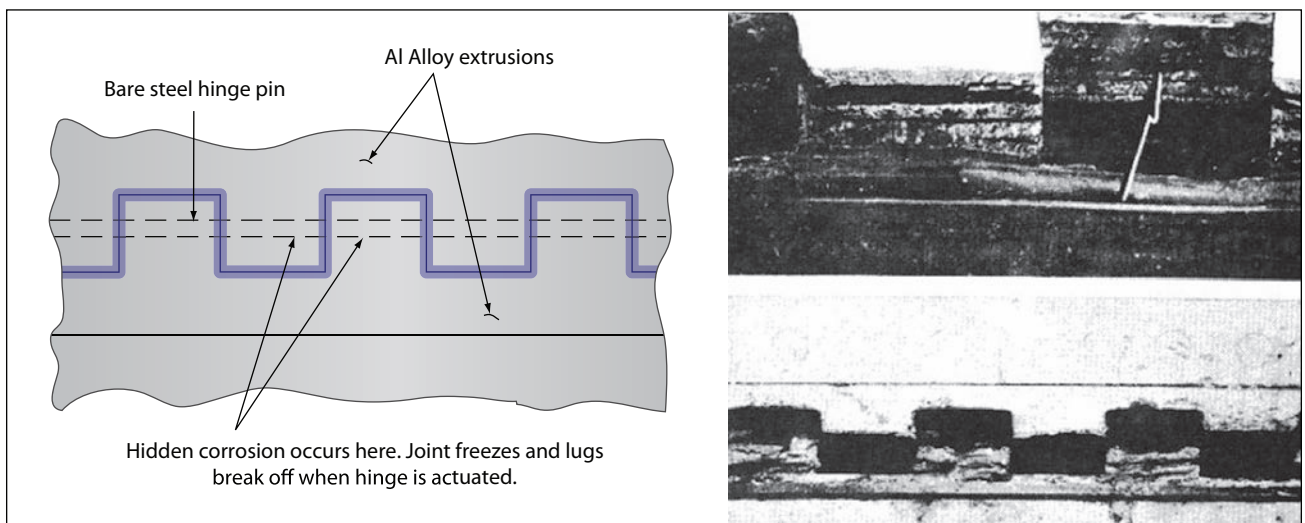 Al Alloy extrusions
Bare steel hinge pin
Hidden corrosion occurs here. Joint freezes and lugs
break off when hinge is actuated.